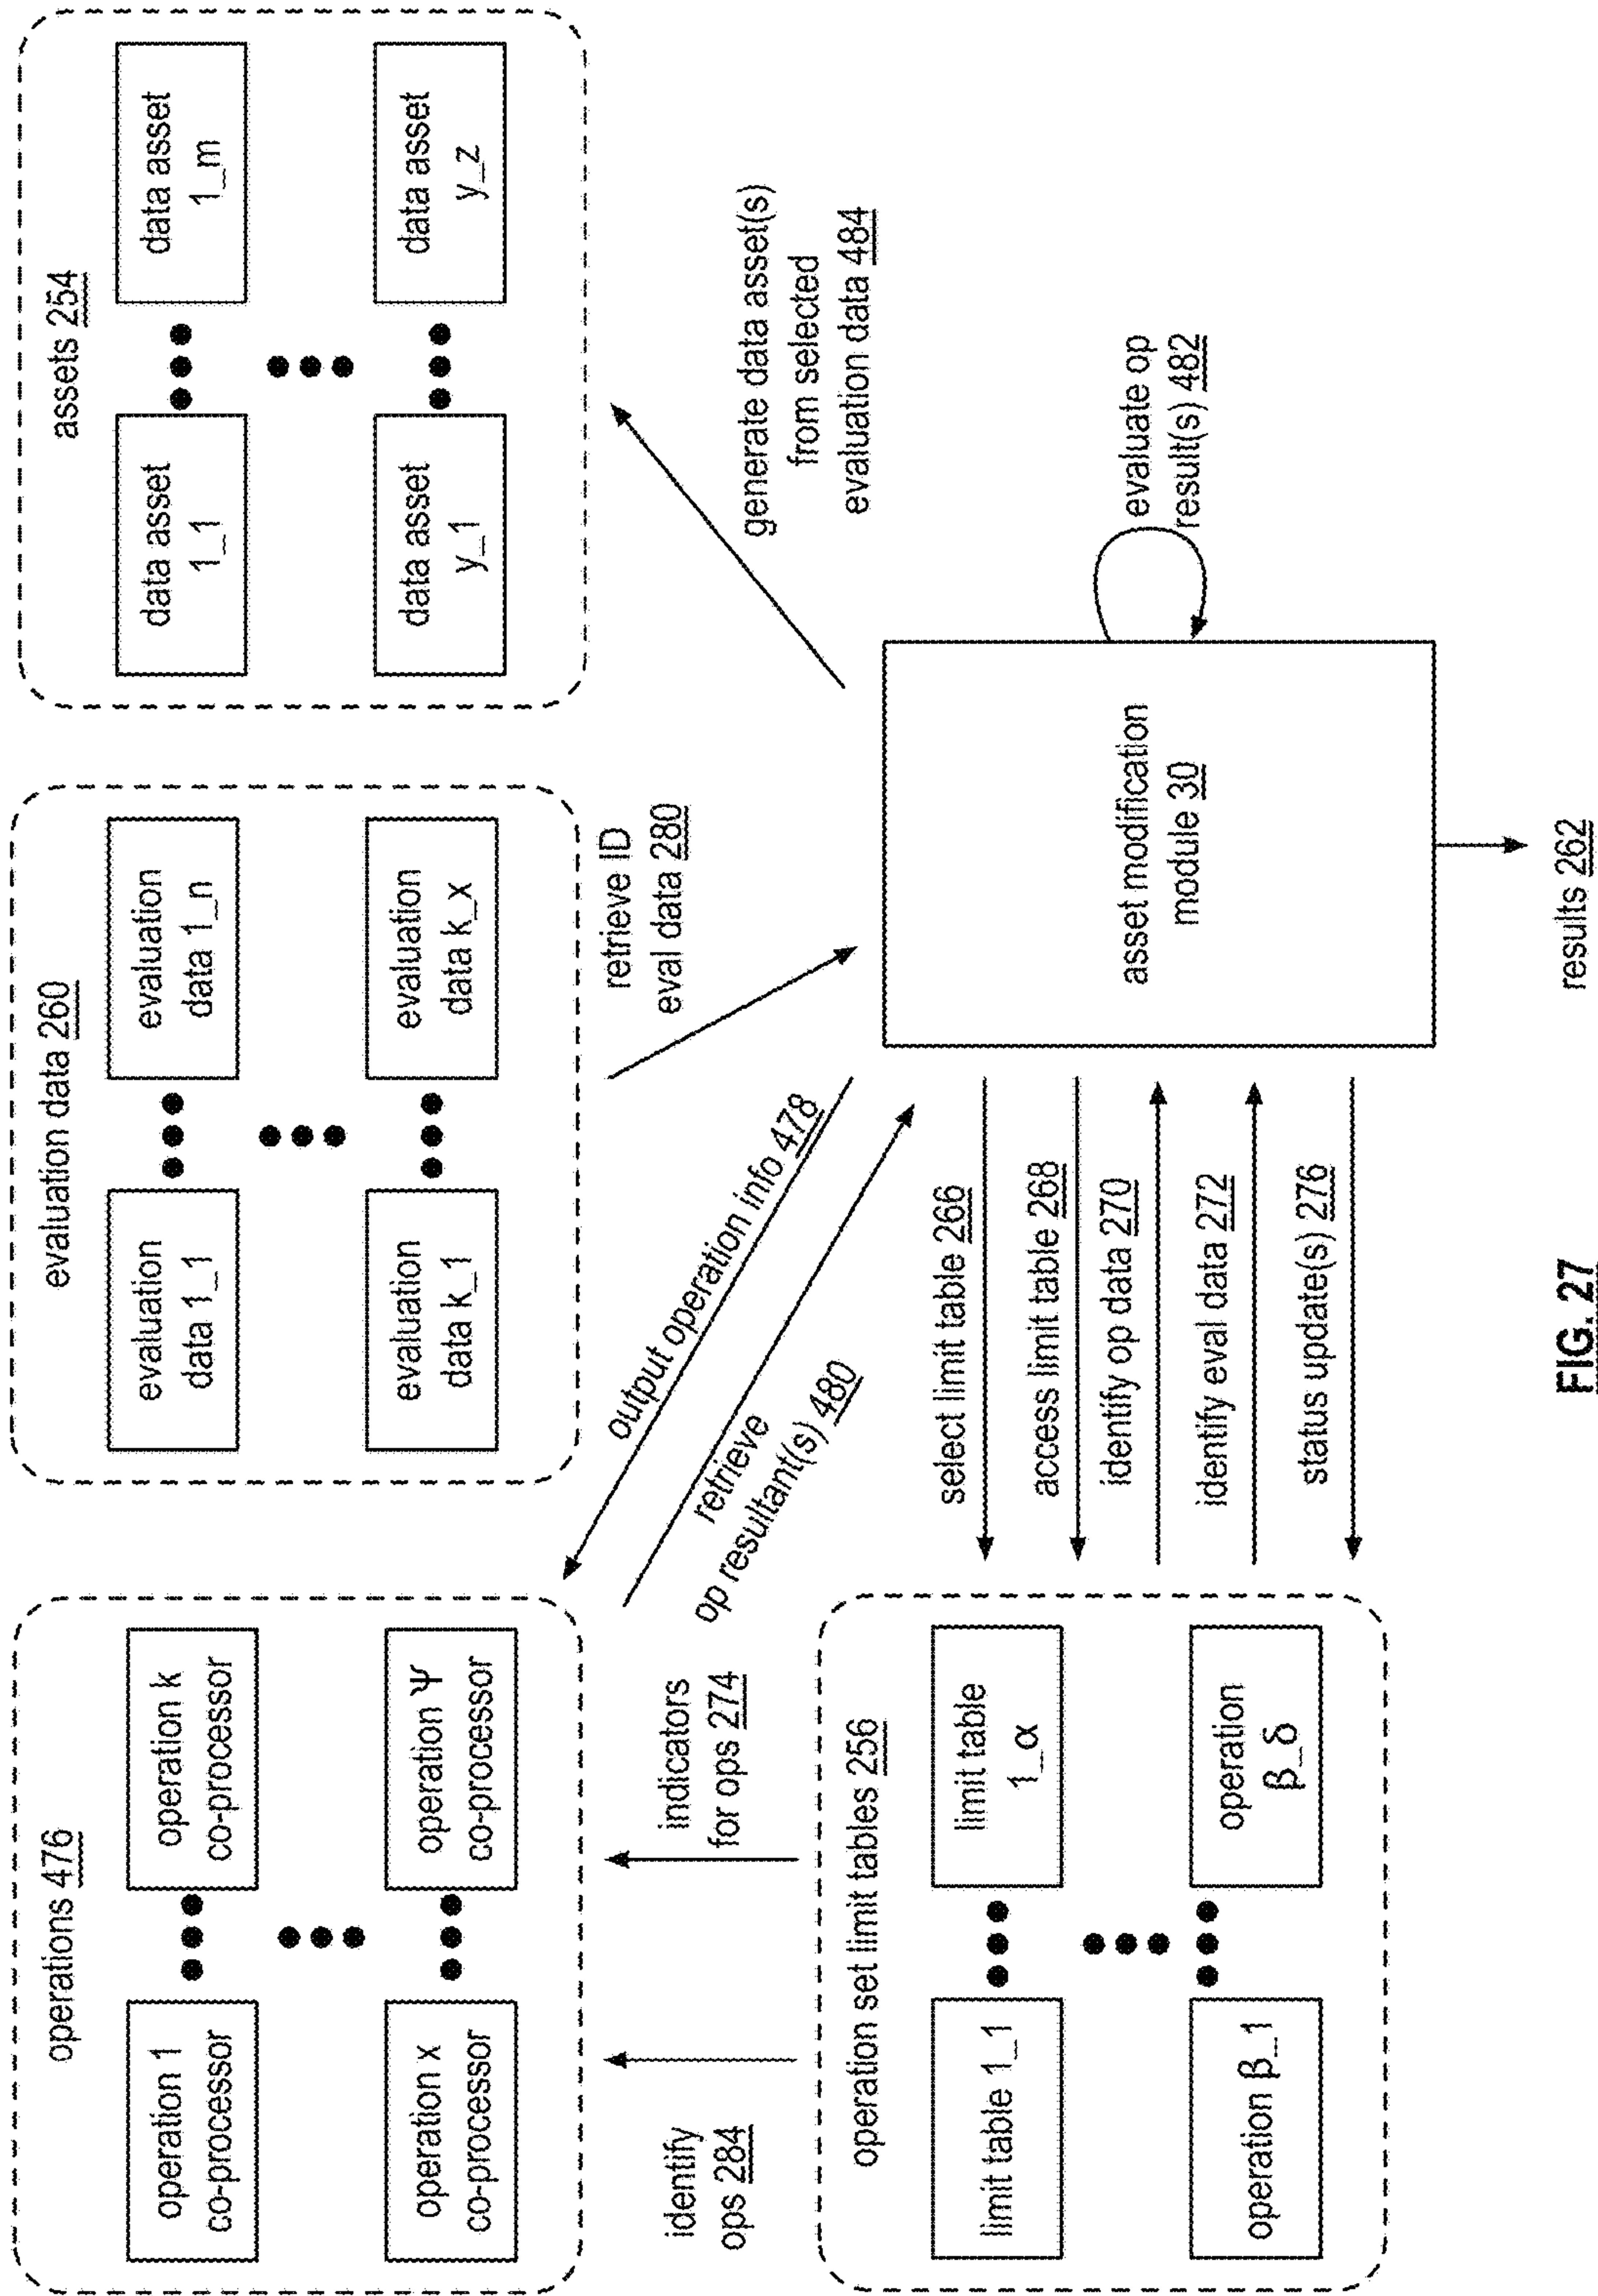 operations 476
operation 1
co-processor
operation k
co-processor
operation x
co-processor
operation Ψ
co-processor
evaluation data 260
evaluation
data 1_1
evaluation
data 1_n
evaluation
data k_1
evaluation
data k_x
assets 254
data asset
1_1
data asset
1_m
data asset
y_1
data asset
y_z
identify
ops 284
indicators
for ops 274
output operation info 478
retrieve
op resultant(s) 480
retrieve ID
eval data 280
generate data asset(s)
from selected
evaluation data 484
operation set limit tables 256
limit table 1_1
limit table
1_α
operation β_1
operation
β_δ
select limit table 266
access limit table 268
identify op data 270
identify eval data 272
status update(s) 276
asset modification
module 30
evaluate op
result(s) 482
results 262
FIG. 27